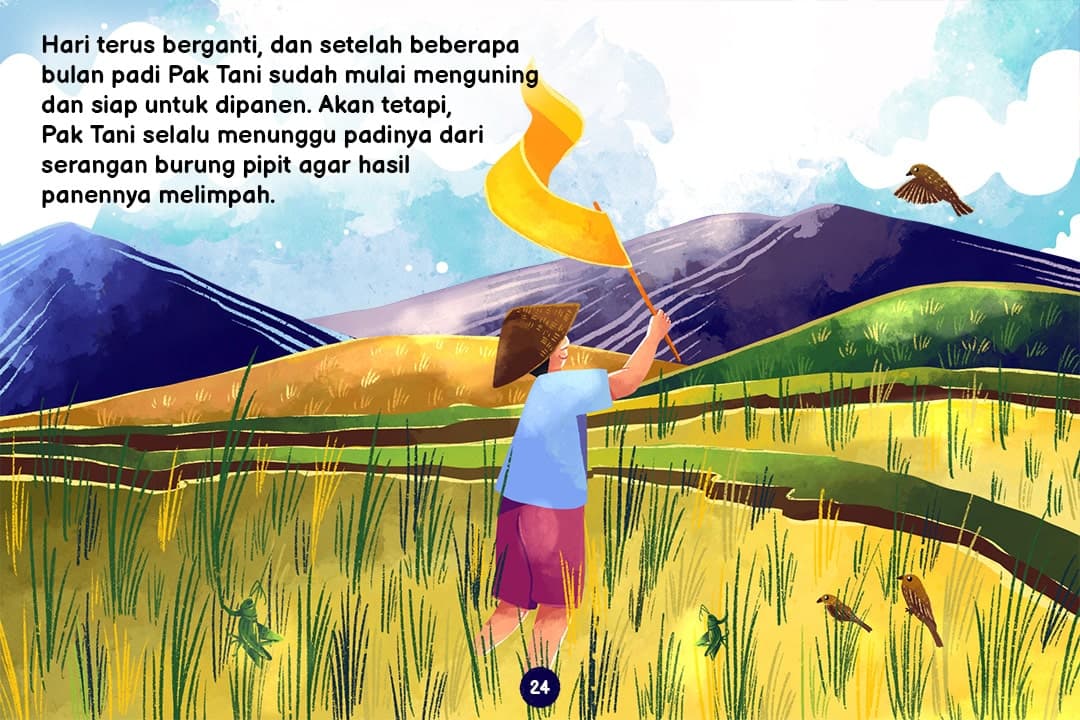 Hari terus berganti, dan setelah beberapa
bulan padi Pak Tani sudah mulai menguning
dan siap untuk dipanen. Akan tetapi,
Pak Tani selalu menunggu padinya dari
serangan burung pipit agar hasil
panennya melimpah.
24